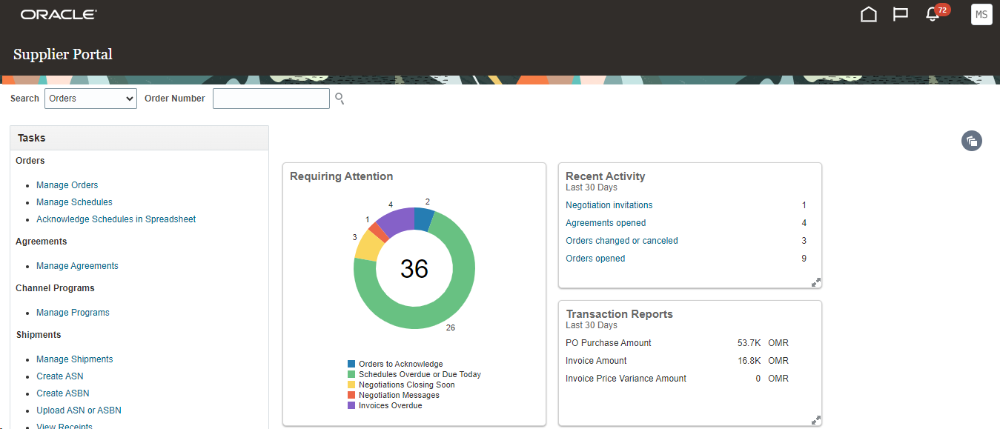 ORACLE
72
MS
Supplier Portal
Search Orders Order Number
Tasks
Orders
Manage Orders
Manage Schedules
Acknowledge Schedules in Spreadsheet
Agreements
Manage Agreements
Channel Programs
Manage Programs
Shipments
Manage Shipments
Create ASN
Create ASBN
Upload ASN or ASBN
View Receipts
Requiring Attention
4 2
1
3
36
26
Orders to Acknowledge
Schedules Overdue or Due Today
Negotiations Closing Soon
Negotiation Messages
Invoices Overdue
Recent Activity
Last 30 Days
Negotiation invitations 1
Agreements opened 4
Orders changed or canceled 3
Orders opened 9
Transaction Reports
Last 30 Days
PO Purchase Amount 53.7K OMR
Invoice Amount 16.8K OMR
Invoice Price Variance Amount 0 OMR